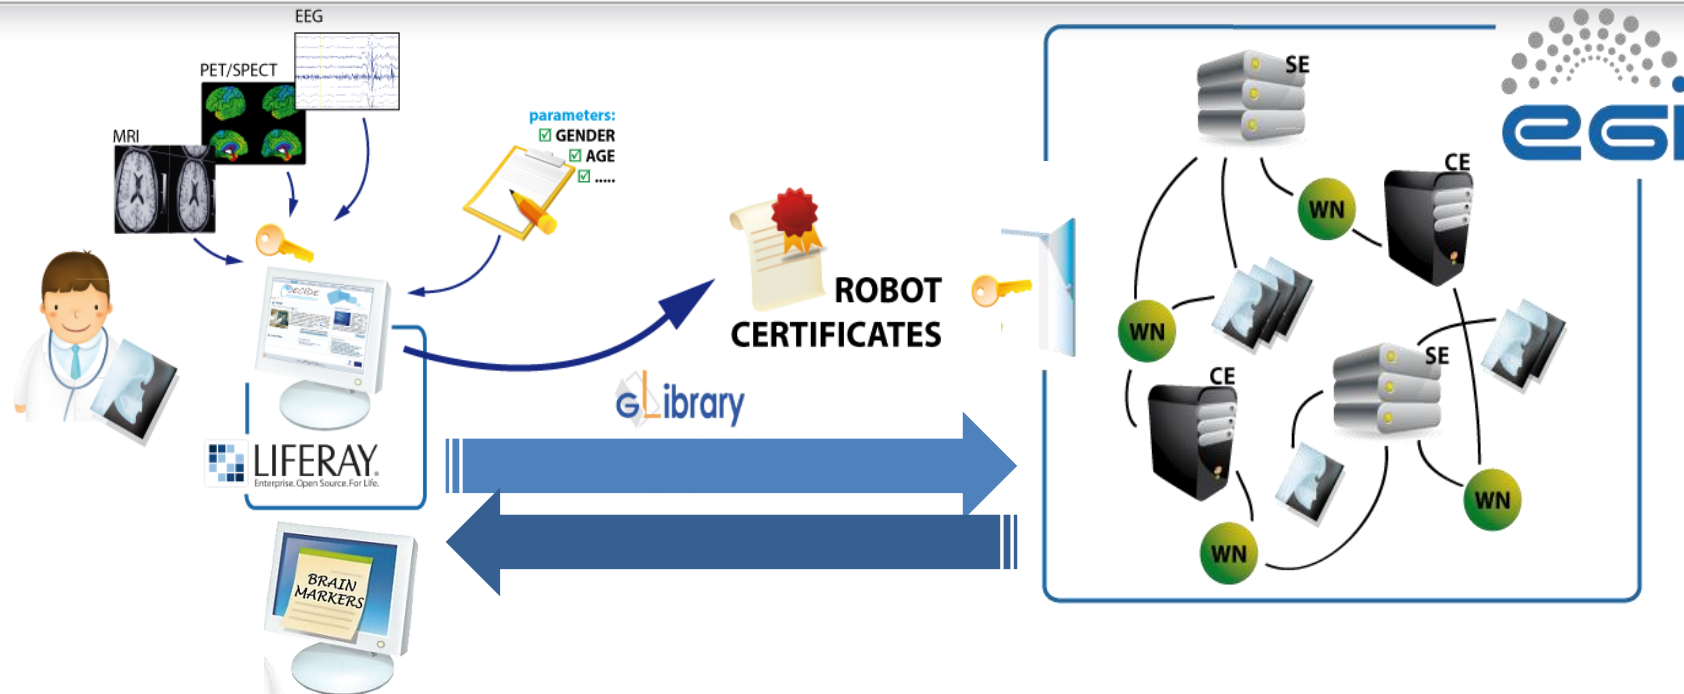 EEG
PET/SPECT
MRI
parameters:
GENDER
AGE
.....
DECIDE
ROBOT
CERTIFICATES
GLibrary
LIFERAY.
Enterprise. Open Source. For Life.
BRAIN
MARKERS
SE
egi
CE
WN
WN
SE
CE
WN
WN